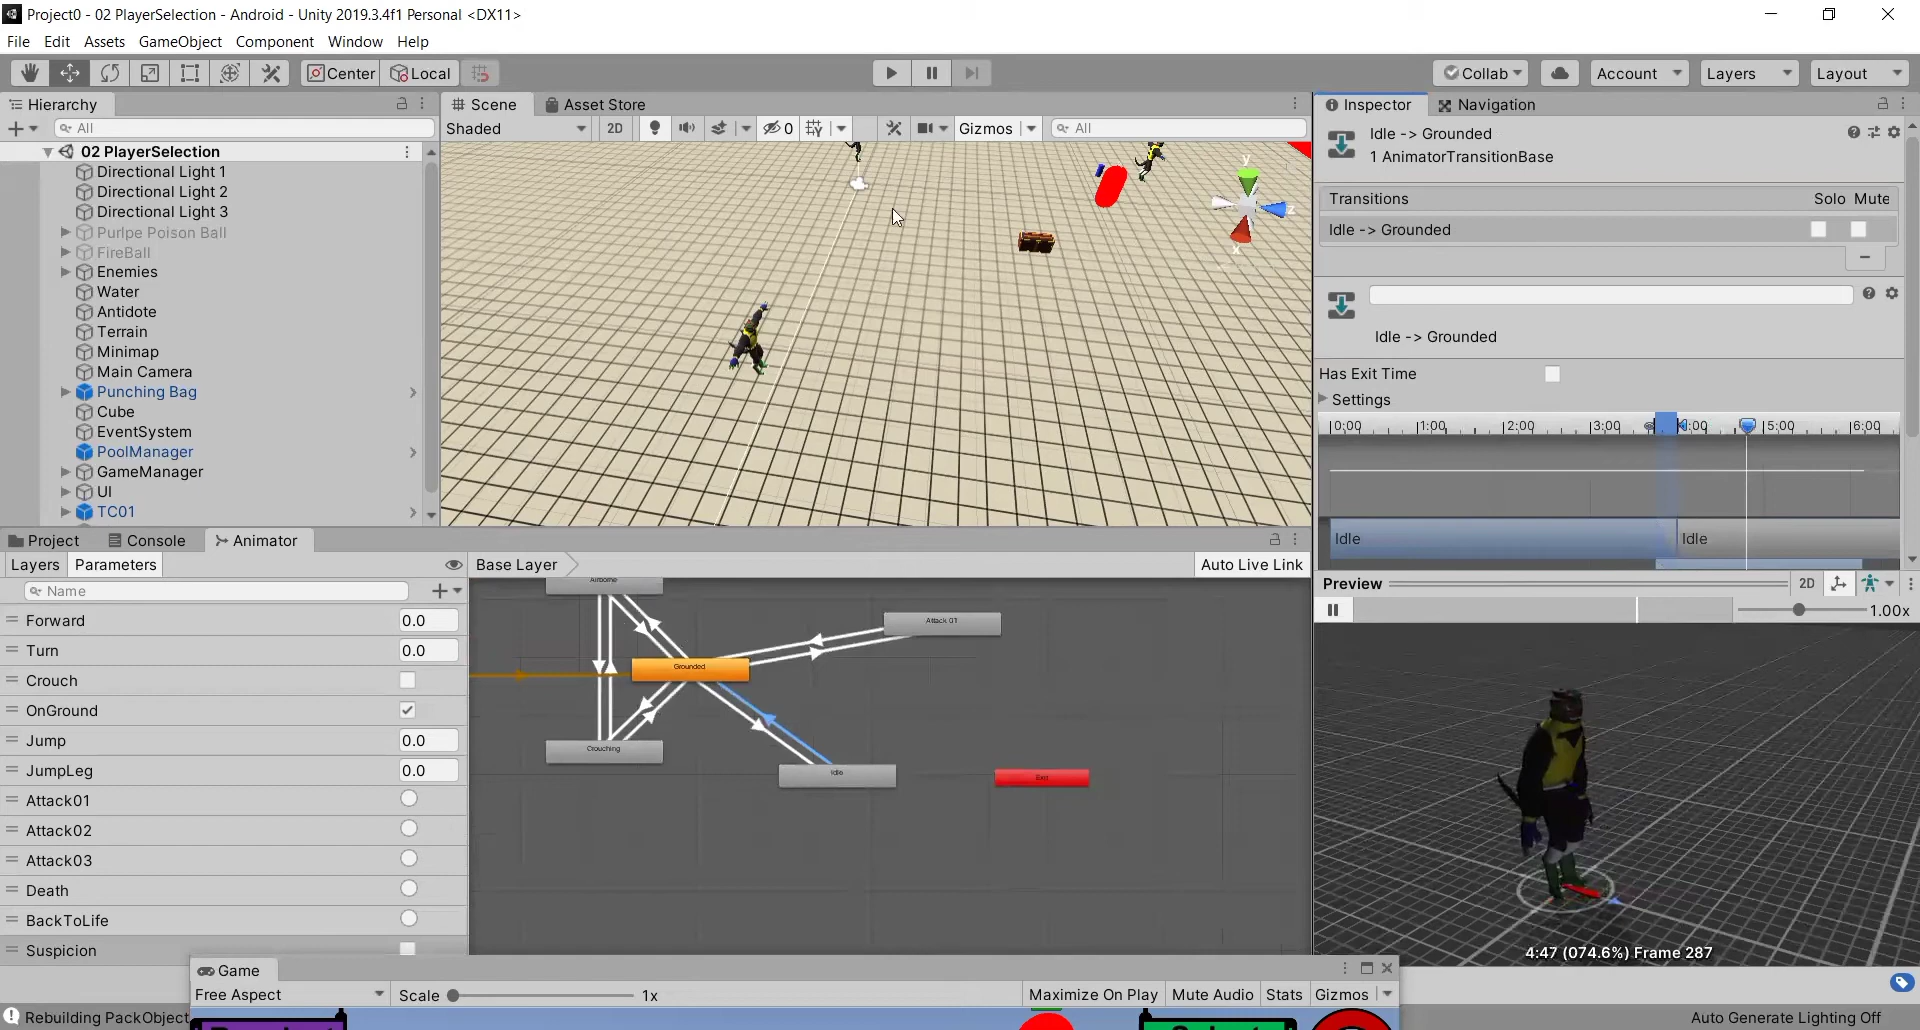 Project0 - 02 PlayerSelection - Android - Unity 2019.3.4f1 Personal <DX11>
File Edit Assets GameObject Component Window Help
Center Local Collab Account Layers Layout
Hierarchy
All
02 PlayerSelection
Directional Light 1
Directional Light 2
Directional Light 3
Purlpe Poison Ball
FireBall
Enemies
Water
Antidote
Terrain
Minimap
Main Camera
Punching Bag
Cube
EventSystem
PoolManager
GameManager
UI
TC01
Scene Asset Store
Shaded 2D 0 Gizmos All
y
z
x
Inspector Navigation
Idle -> Grounded
1 AnimatorTransitionBase
Transitions Solo Mute
Idle -> Grounded
Idle -> Grounded
Has Exit Time
Settings
0:00 1:00 2:00 3:00 4:00 5:00 6:00
Idle Idle
Preview 2D
1.00x
4:47 (074.6%) Frame 287
Project Console Animator
Layers Parameters Base Layer Auto Live Link
Name
Forward 0.0
Turn 0.0
Crouch
OnGround
Jump 0.0
JumpLeg 0.0
Attack01
Attack02
Attack03
Death
BackToLife
Suspicion
Airborne
Attack 01
Grounded
Crouching
Idle
Exit
Game
Free Aspect Scale 1x Maximize On Play Mute Audio Stats Gizmos
Rebuilding PackObject
Auto Generate Lighting Off